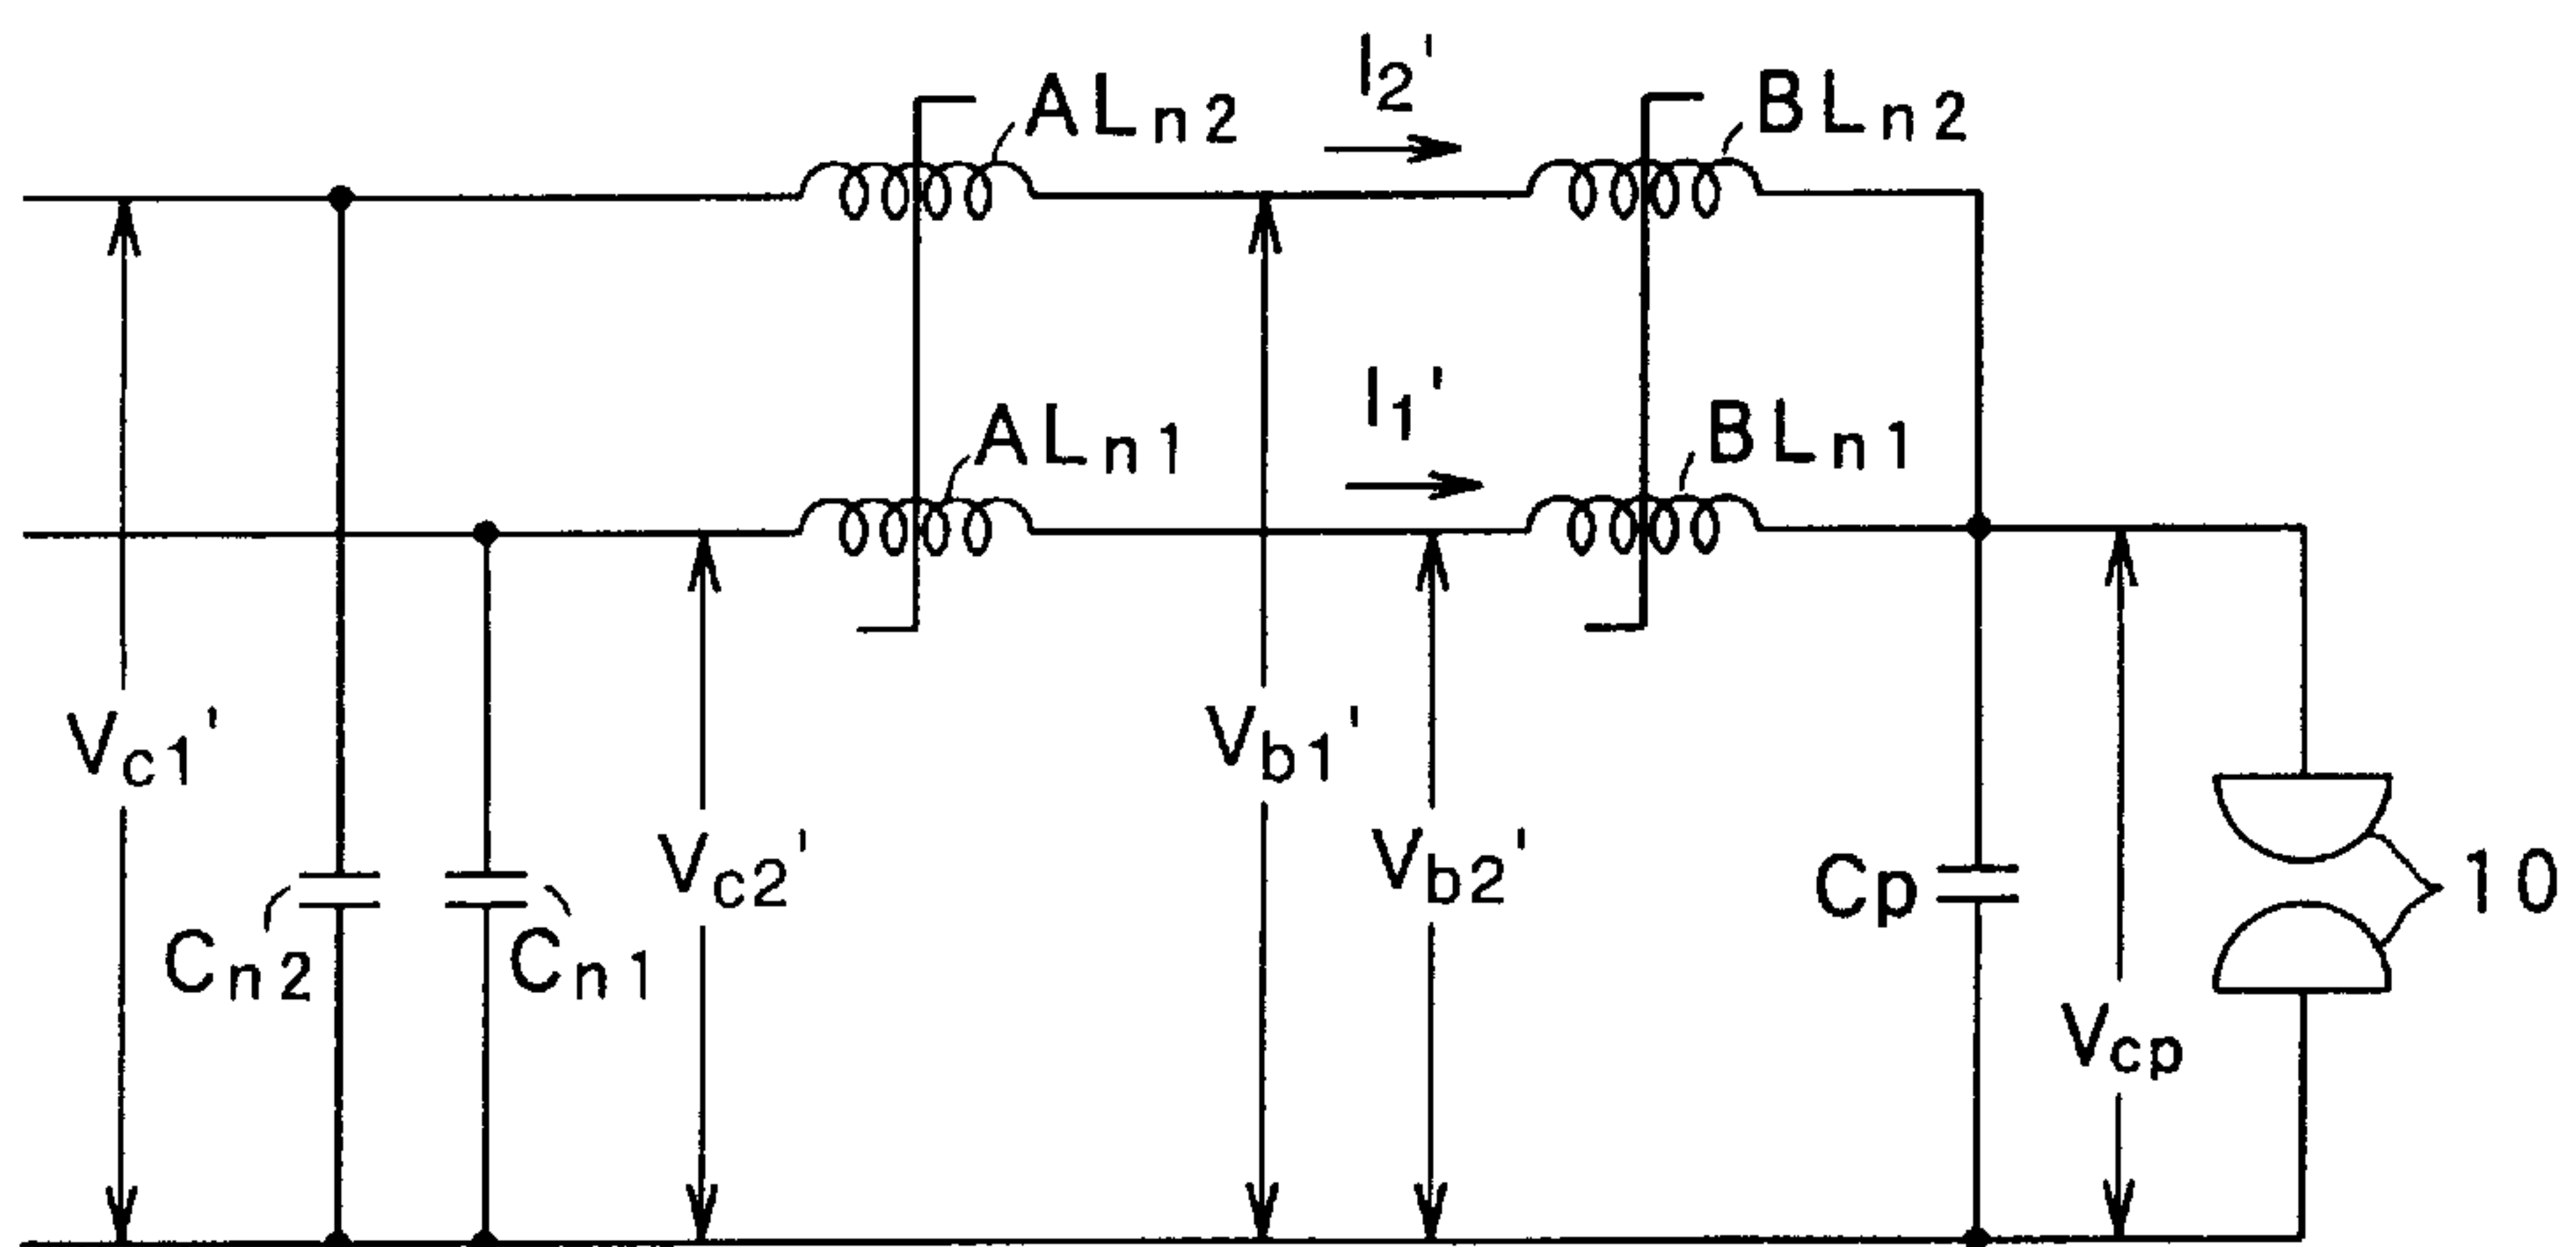 I2'
ALn2
BLn2
I1'
ALn1
BLn1
Vc1'
Vb1'
Vc2'
Vb2'
Cp
10
Cn2
Cn1
Vcp